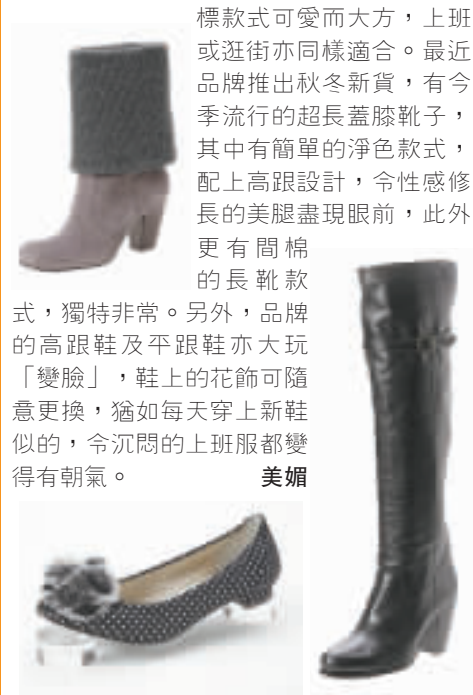 標款式可愛而大方，上班
或逛街亦同樣適合。最近
品牌推出秋冬新貨，有今
季流行的超長蓋膝靴子，
其中有簡單的淨色款式，
配上高跟設計，令性感修
長的美腿盡現眼前，此外
更有間棉
的長靴款
式，獨特非常。另外，品牌
的高跟鞋及平跟鞋亦大玩
「變臉」，鞋上的花飾可隨
意更換，猶如每天穿上新鞋
似的，令沉悶的上班服都變
得有朝氣。 美媚